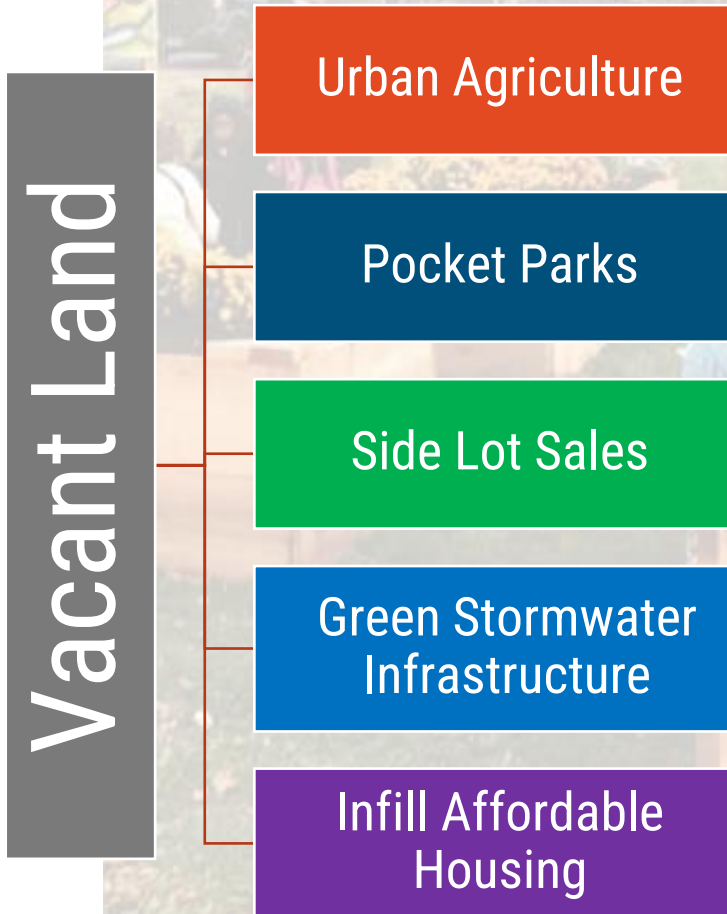 Vacant Land
Urban Agriculture
Pocket Parks
Side Lot Sales
Green Stormwater
Infrastructure
Infill Affordable
Housing